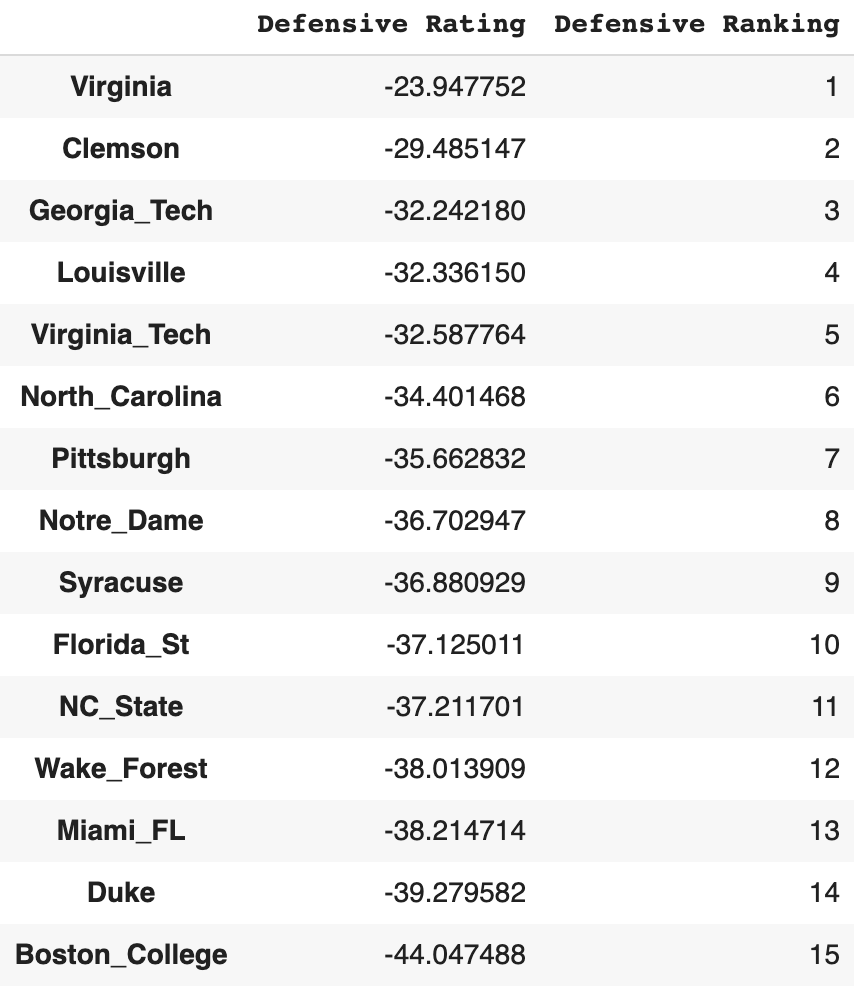 Defensive Rating Defensive Ranking
Virginia -23.947752 1
Clemson -29.485147 2
Georgia_Tech -32.242180 3
Louisville -32.336150 4
Virginia_Tech -32.587764 5
North_Carolina -34.401468 6
Pittsburgh -35.662832 7
Notre_Dame -36.702947 8
Syracuse -36.880929 9
Florida_St -37.125011 10
NC_State -37.211701 11
Wake_Forest -38.013909 12
Miami_FL -38.214714 13
Duke -39.279582 14
Boston_College -44.047488 15